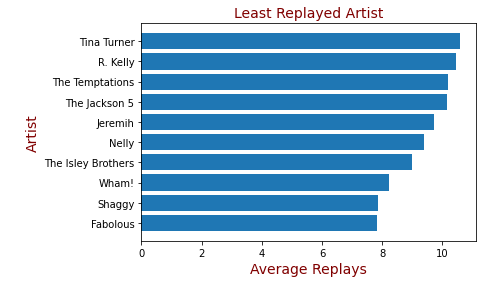 Least Replayed Artist
Artist
Tina Turner
R. Kelly
The Temptations
The Jackson 5
Jeremih
Nelly
The Isley Brothers
Wham!
Shaggy
Fabolous
0 2 4 6 8 10
Average Replays